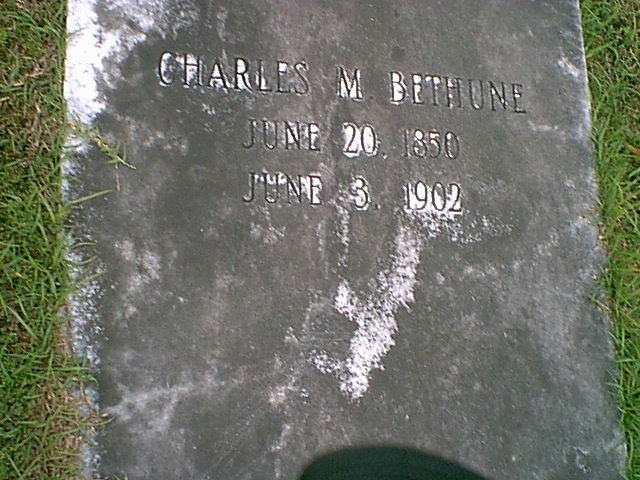 CHARLES M. BETHUNE
JUNE 20, 1850
JUNE 3, 1902